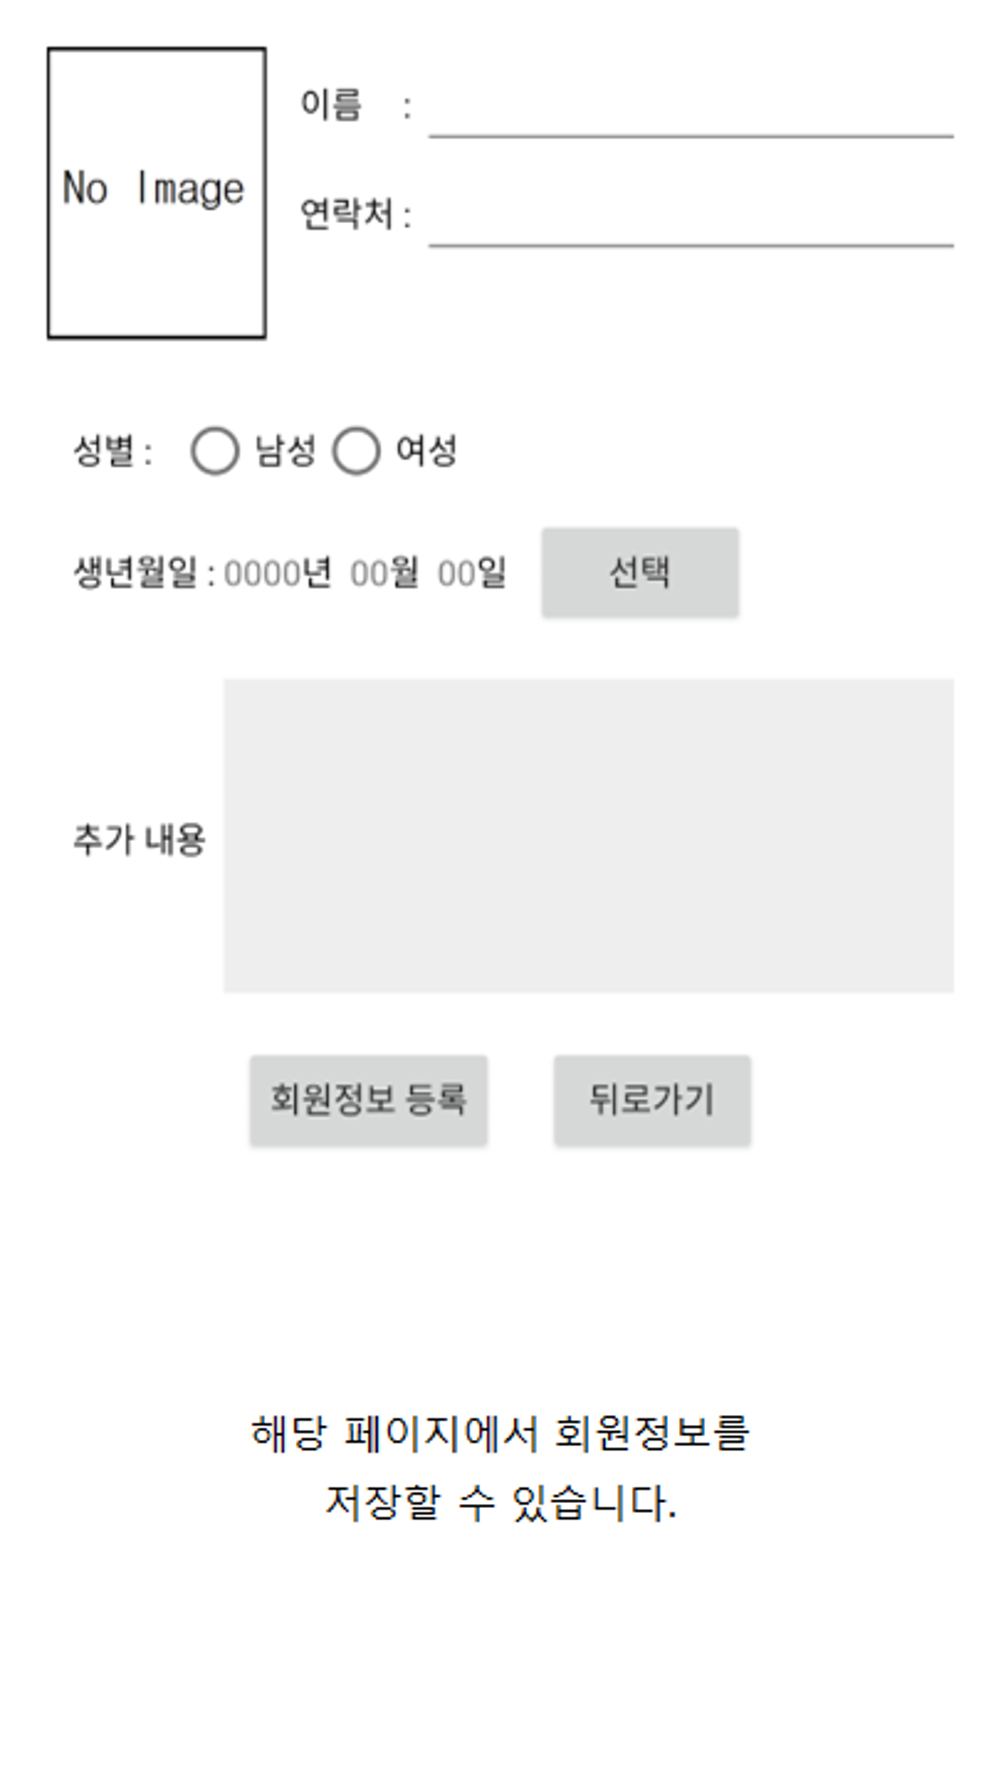 No Image
이름 :
연락처 :
성별 : 남성 여성
생년월일 : 0000년 00월 00일 선택
추가 내용
회원정보 등록 뒤로가기
해당 페이지에서 회원정보를
저장할 수 있습니다.